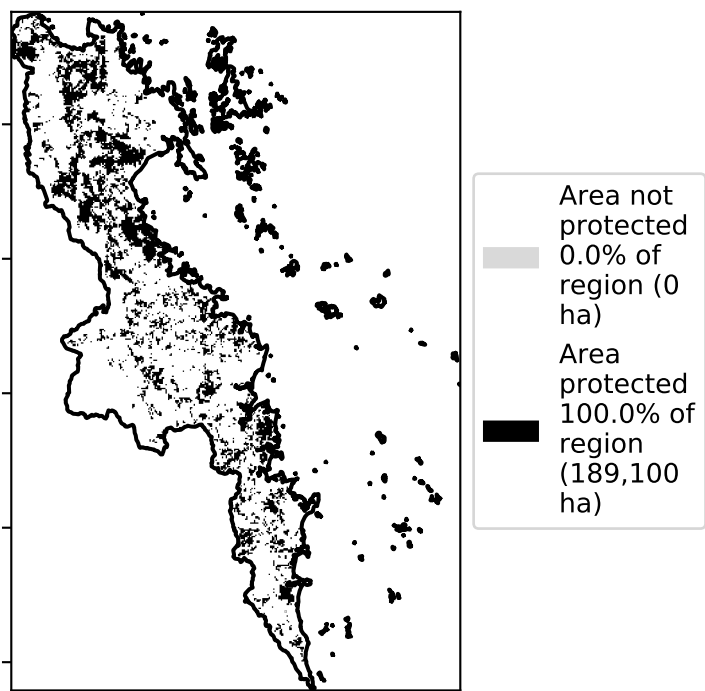 Area not
protected
0.0% of
region (0
ha)
Area
protected
100.0% of
region
(189,100
ha)